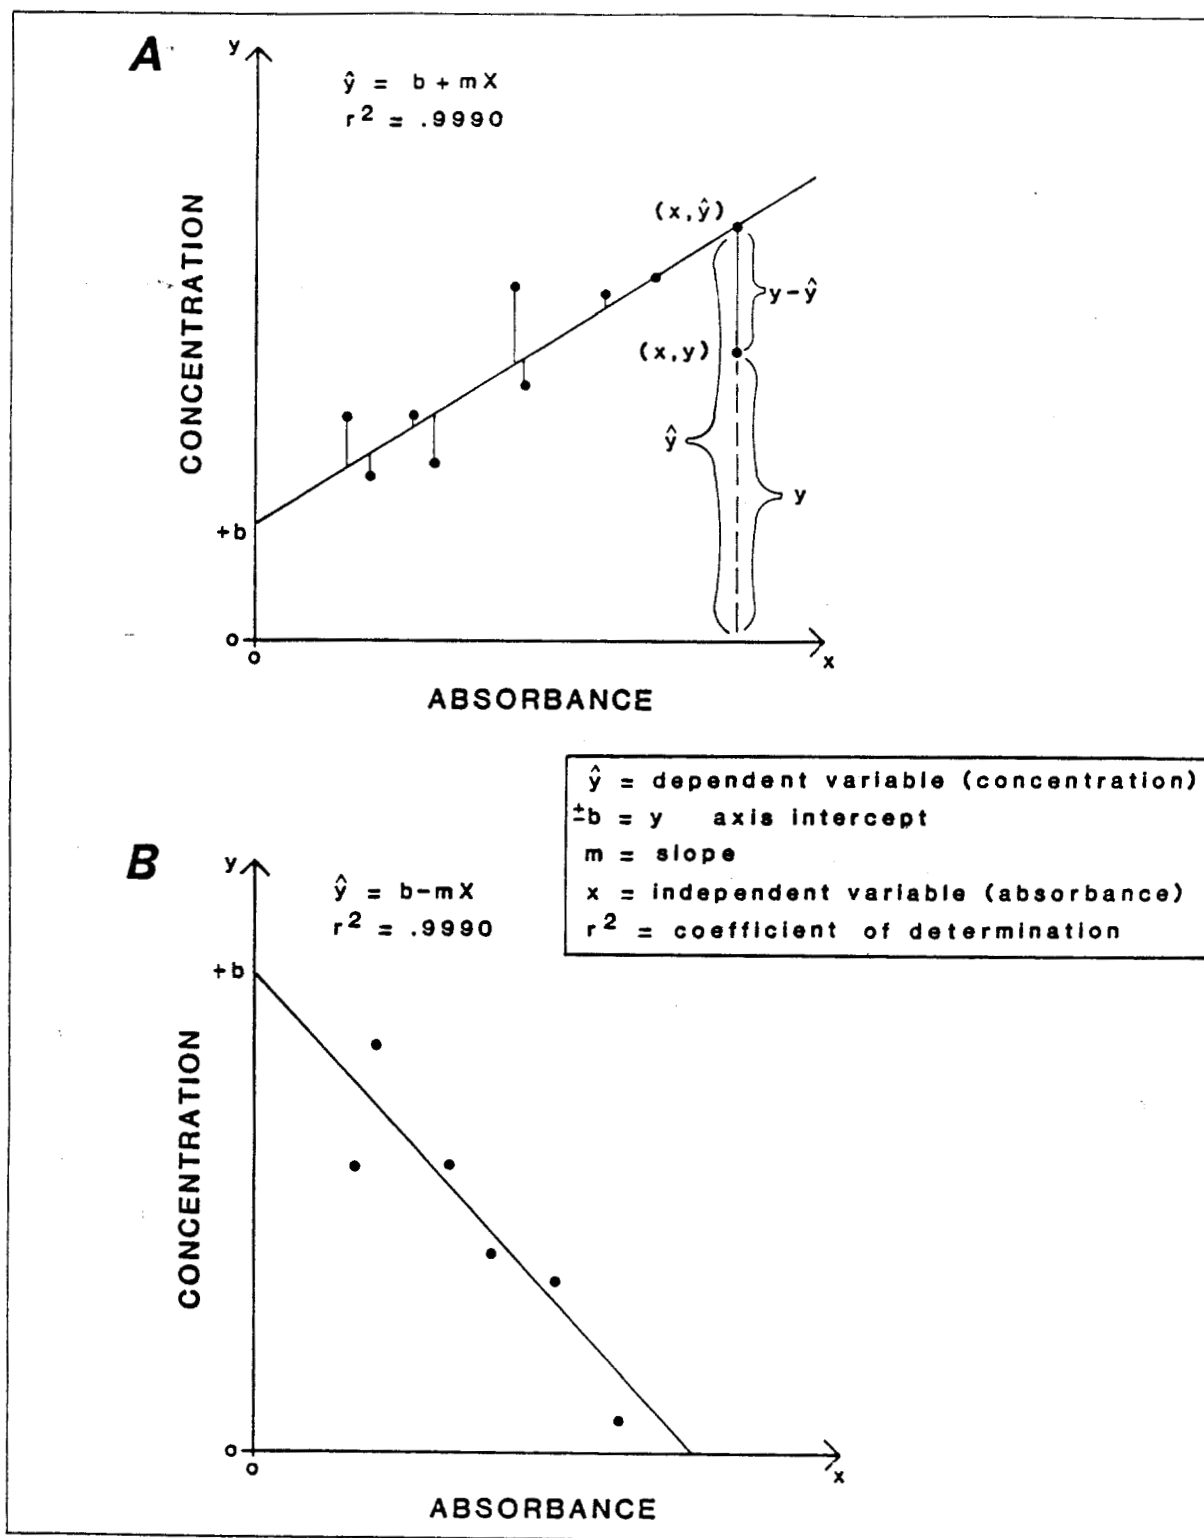 A
y
ŷ = b + mX
r² = .9990
CONCENTRATION
(x, ŷ)
y - ŷ
(x, y)
ŷ
y
+b
o
o
x
ABSORBANCE
ŷ = dependent variable (concentration)
±b = y axis intercept
m = slope
x = independent variable (absorbance)
r² = coefficient of determination
B
y
ŷ = b - mX
r² = .9990
+b
CONCENTRATION
o
o
x
ABSORBANCE